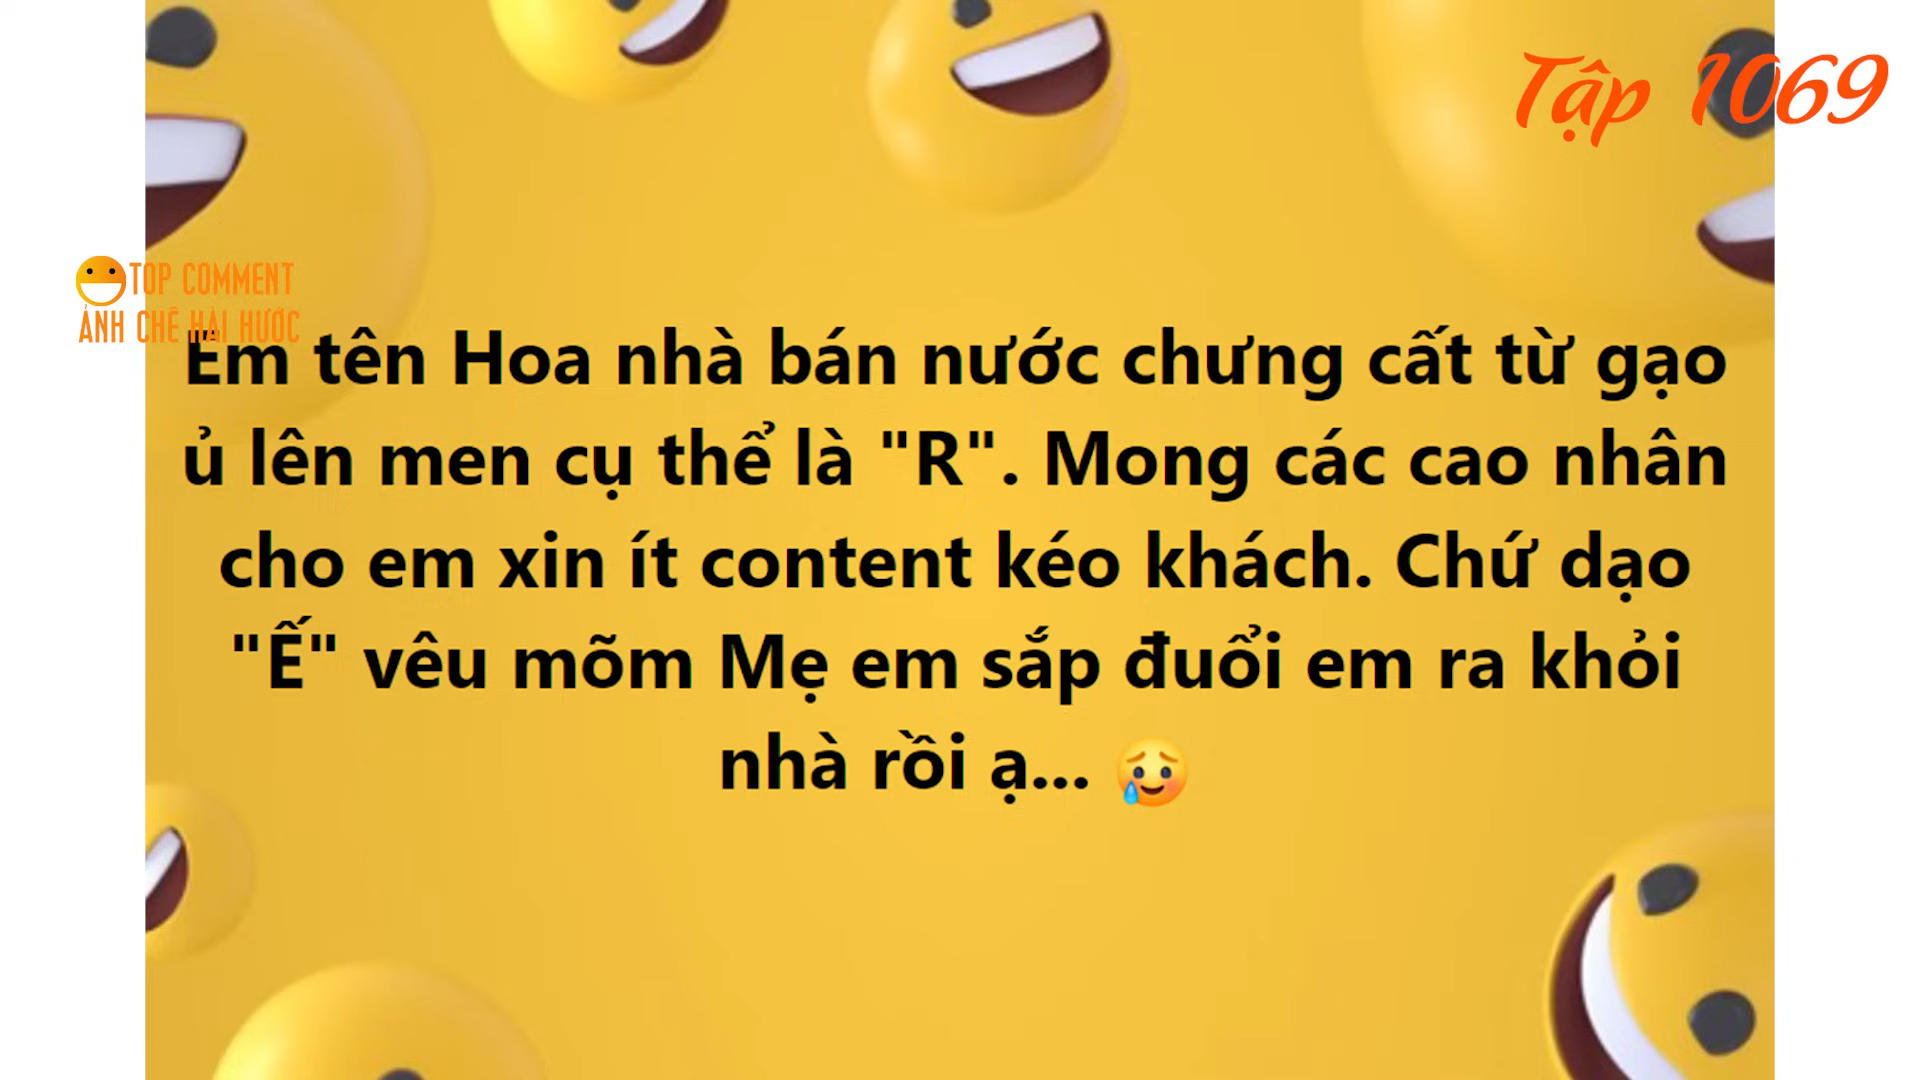 Tập 1069
TOP COMMENT
ẢNH CHẾ HÀI HƯỚC
Em tên Hoa nhà bán nước chưng cất từ gạo
ủ lên men cụ thể là "R". Mong các cao nhân
cho em xin ít content kéo khách. Chứ dạo
"Ế" vêu mõm Mẹ em sắp đuổi em ra khỏi
nhà rồi ạ... 🥲